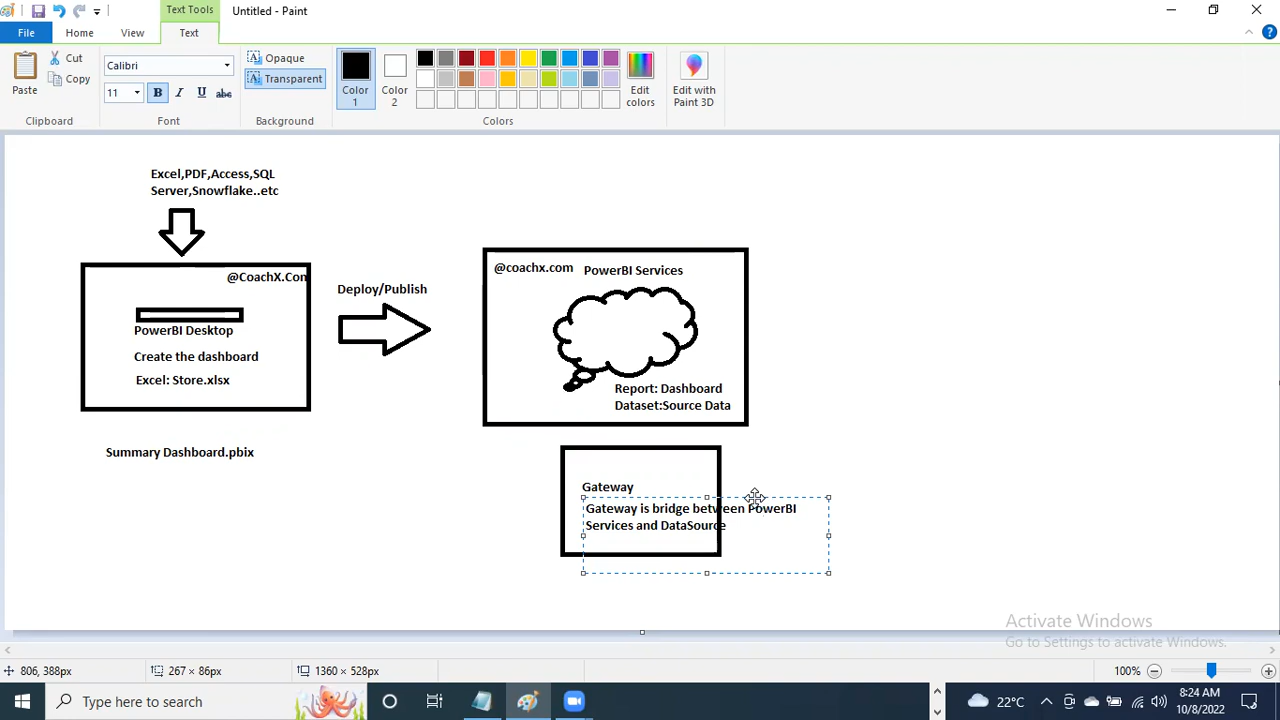 Text Tools
Untitled - Paint
File
Home
View
Text
Paste
Cut
Copy
Clipboard
Calibri
11
B
I
U
abc
Font
Opaque
Transparent
Background
Color
1
Color
2
Edit
colors
Colors
Edit with
Paint 3D
Excel,PDF,Access,SQL
Server,Snowflake..etc
@CoachX.Com
PowerBI Desktop
Create the dashboard
Excel: Store.xlsx
Summary Dashboard.pbix
Deploy/Publish
@coachx.com
PowerBI Services
Report: Dashboard
Dataset:Source Data
Gateway
Gateway is bridge between PowerBI
Services and DataSource
Activate Windows
Go to Settings to activate Windows.
806, 388px
267 × 86px
1360 × 528px
100%
Type here to search
22°C
8:24 AM
10/8/2022